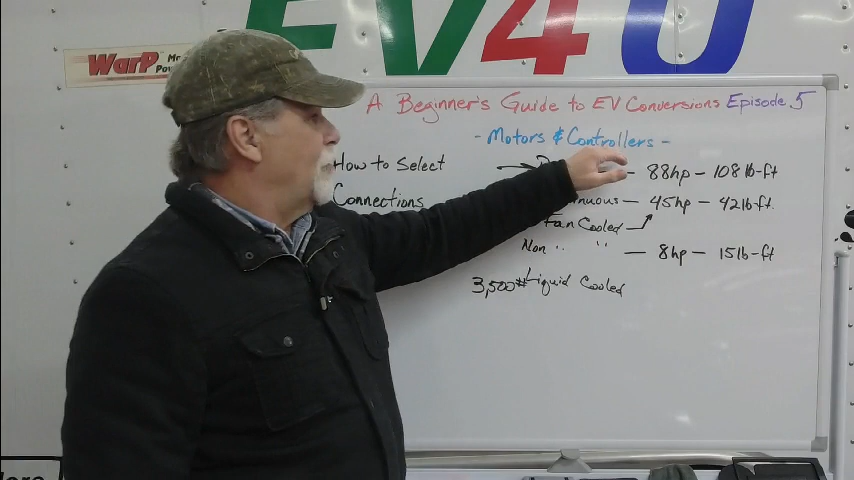 EV4U
WarP
A Beginner's Guide to EV Conversions Episode 5
- Motors & Controllers -
How to Select
— 88hp — 108 lb-ft
Connections
— 45hp — 42 lb-ft.
Fan Cooled
Non " "
— 8hp — 15 lb-ft
3,500# Liquid Cooled